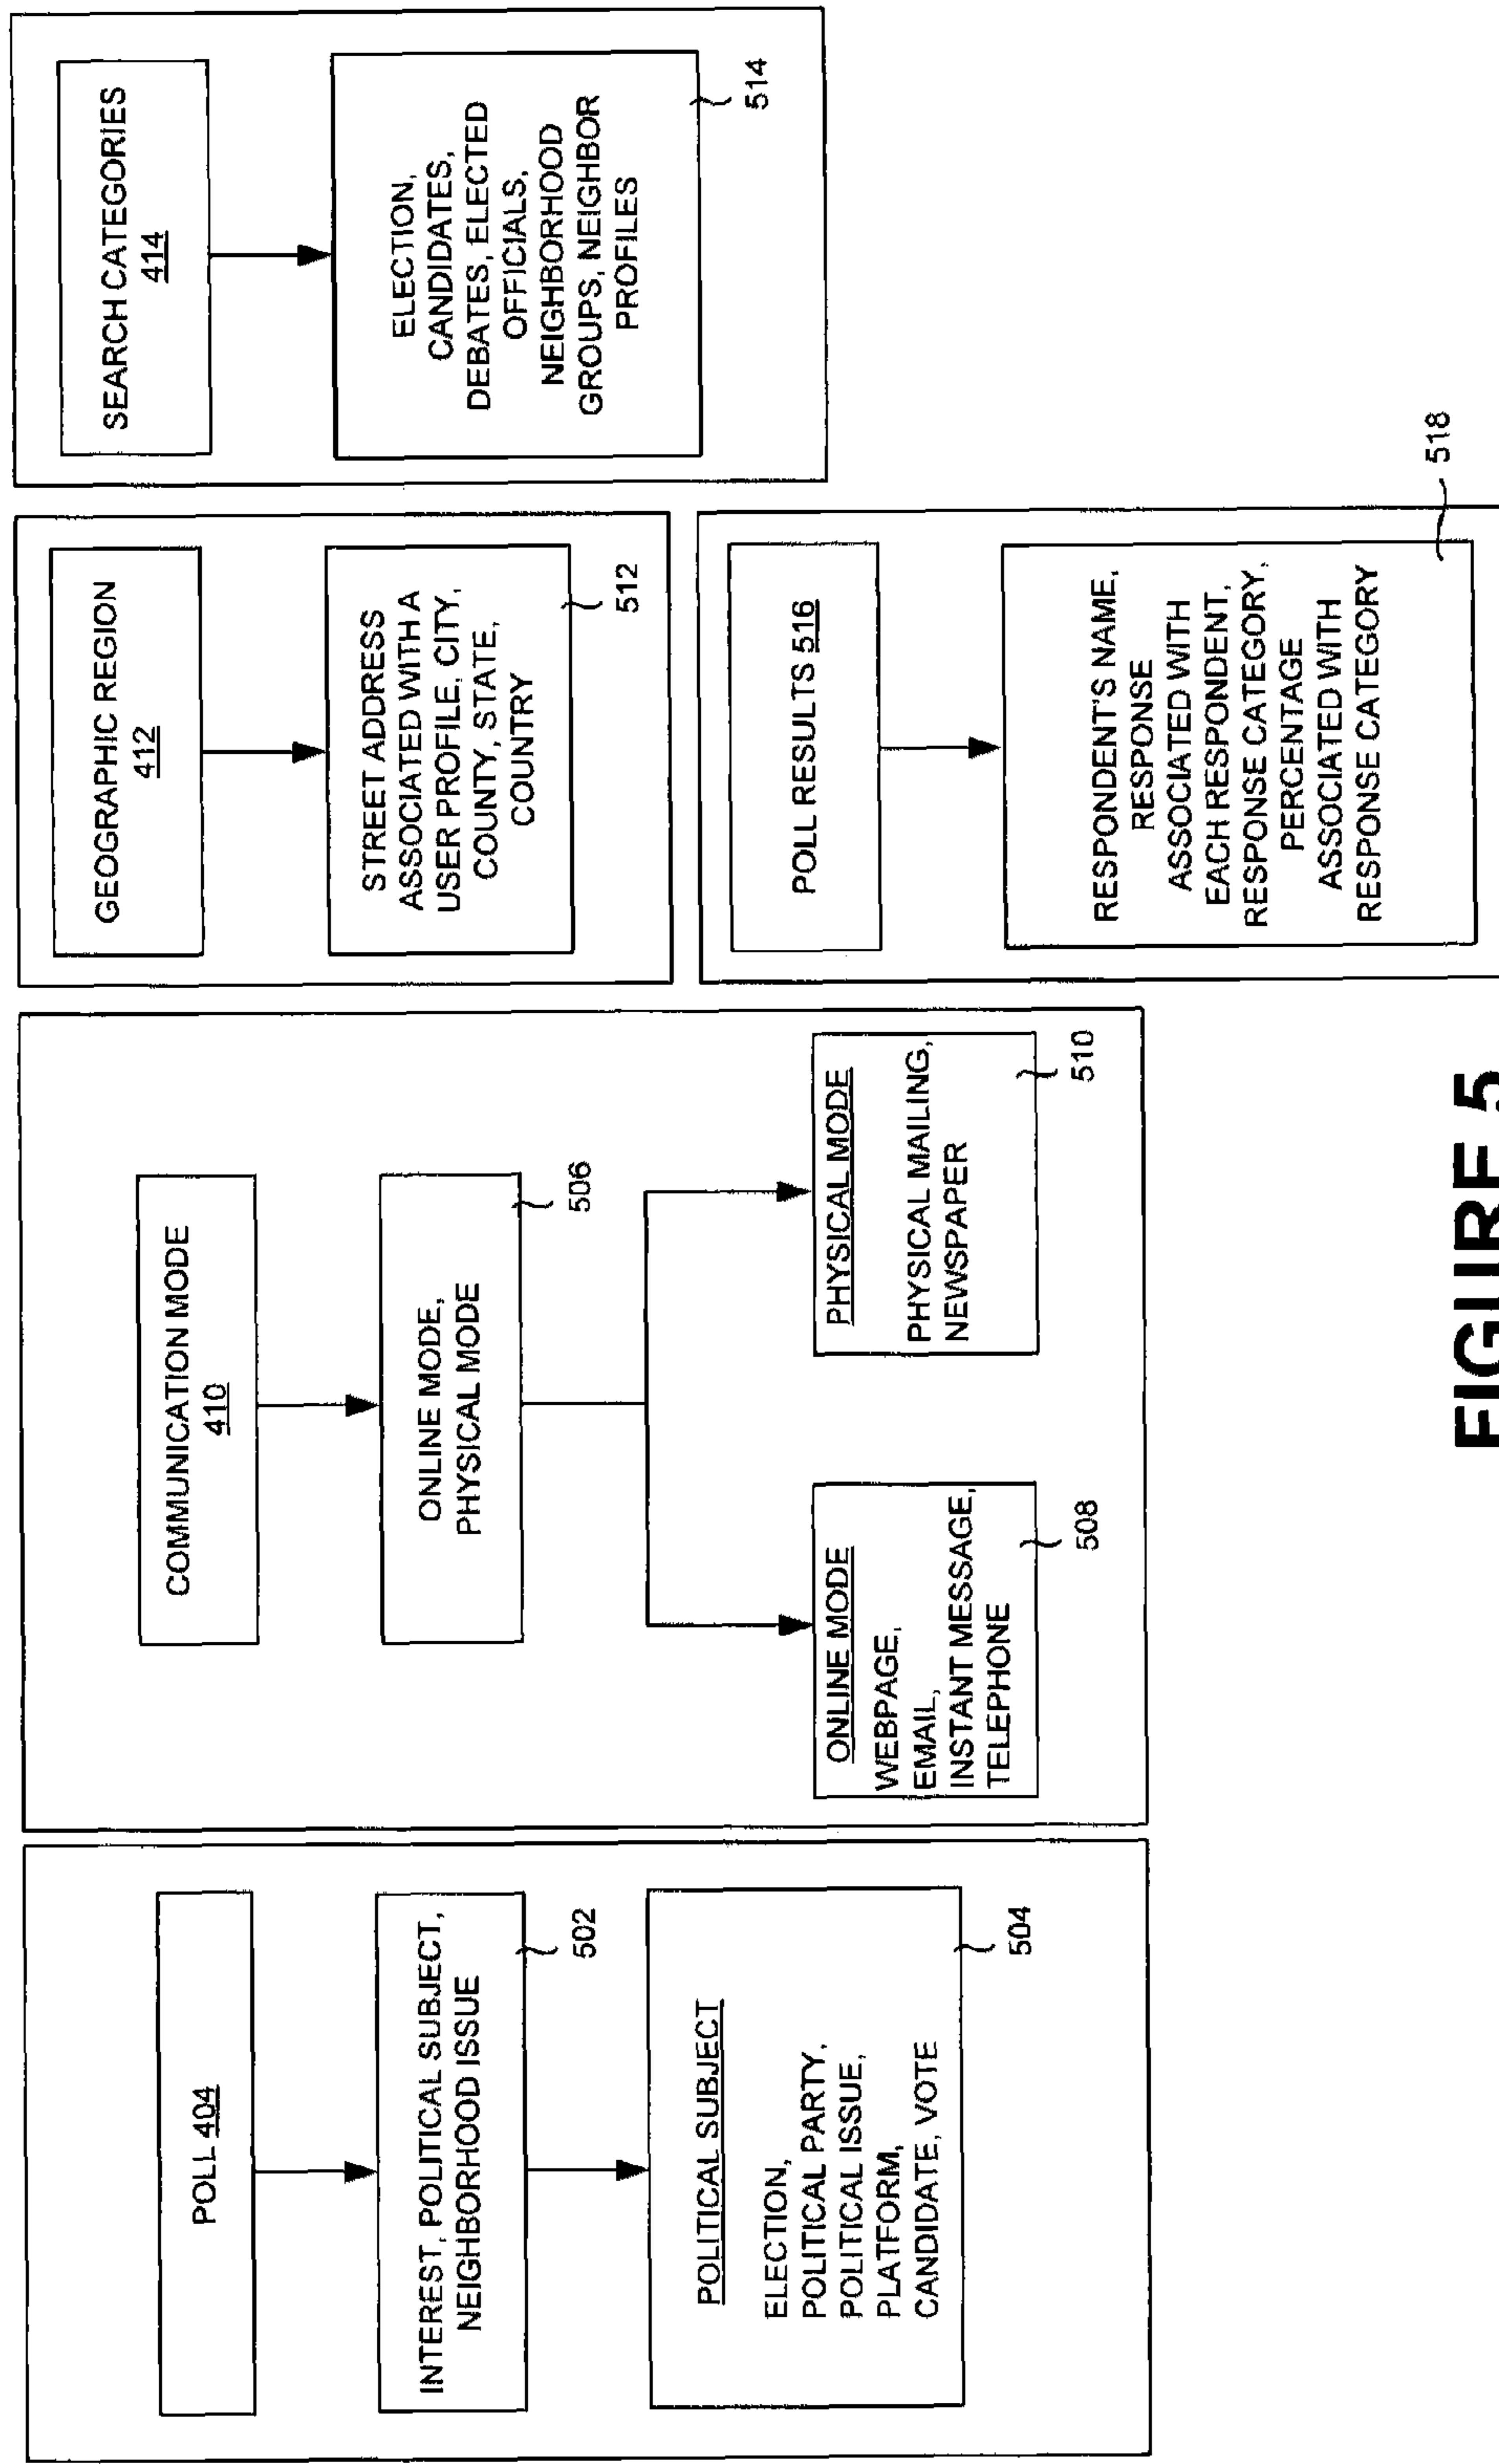 POLL 404
INTEREST, POLITICAL SUBJECT,
NEIGHBORHOOD ISSUE
502
POLITICAL SUBJECT
ELECTION,
POLITICAL PARTY,
POLITICAL ISSUE,
PLATFORM,
CANDIDATE, VOTE
504
COMMUNICATION MODE
410
ONLINE MODE,
PHYSICAL MODE
506
ONLINE MODE
WEBPAGE,
EMAIL,
INSTANT MESSAGE,
TELEPHONE
508
PHYSICAL MODE
PHYSICAL MAILING,
NEWSPAPER
510
GEOGRAPHIC REGION
412
STREET ADDRESS
ASSOCIATED WITH A
USER PROFILE, CITY,
COUNTY, STATE,
COUNTRY
512
SEARCH CATEGORIES
414
ELECTION,
CANDIDATES,
DEBATES, ELECTED
OFFICIALS,
NEIGHBORHOOD
GROUPS, NEIGHBOR
PROFILES
514
POLL RESULTS 516
RESPONDENT'S NAME,
RESPONSE
ASSOCIATED WITH
EACH RESPONDENT,
RESPONSE CATEGORY,
PERCENTAGE
ASSOCIATED WITH
RESPONSE CATEGORY
518
FIGURE 5